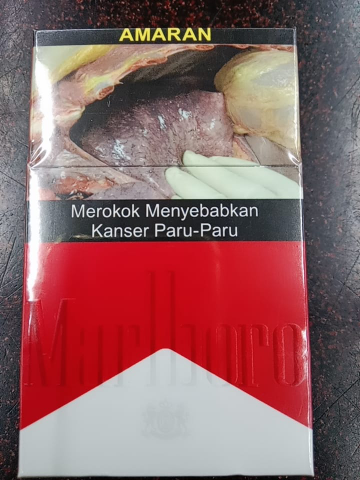 AMARAN
Merokok Menyebabkan
Kanser Paru-Paru
Marlboro